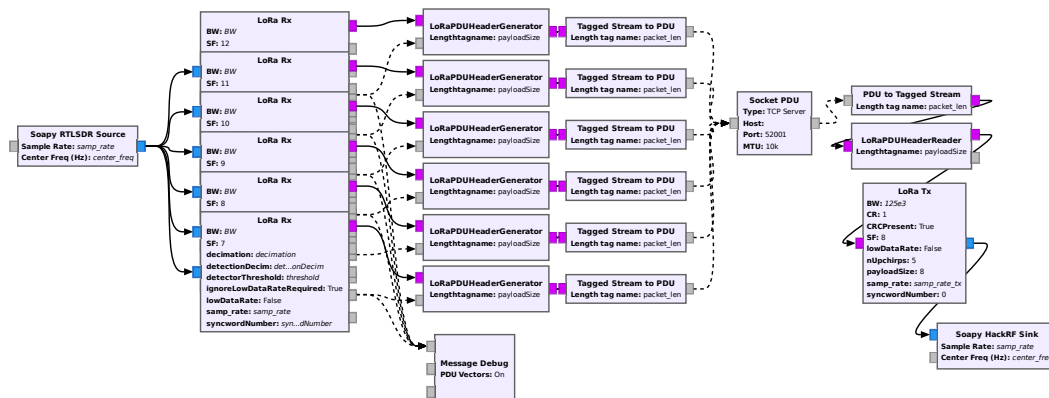 Soapy RTLSDR Source
Sample Rate: samp_rate
Center Freq (Hz): center_freq
LoRa Rx
BW: BW
SF: 12
LoRa Rx
BW: BW
SF: 11
LoRa Rx
BW: BW
SF: 10
LoRa Rx
BW: BW
SF: 9
LoRa Rx
BW: BW
SF: 8
LoRa Rx
BW: BW
SF: 7
decimation: decimation
detectionDecim: det...onDecim
detectorThreshold: threshold
ignoreLowDataRateRequired: True
lowDataRate: False
samp_rate: samp_rate
syncwordNumber: syn...dNumber
LoRaPDUHeaderGenerator
Lengthtagname: payloadSize
LoRaPDUHeaderGenerator
Lengthtagname: payloadSize
LoRaPDUHeaderGenerator
Lengthtagname: payloadSize
LoRaPDUHeaderGenerator
Lengthtagname: payloadSize
LoRaPDUHeaderGenerator
Lengthtagname: payloadSize
LoRaPDUHeaderGenerator
Lengthtagname: payloadSize
Message Debug
PDU Vectors: On
Tagged Stream to PDU
Length tag name: packet_len
Tagged Stream to PDU
Length tag name: packet_len
Tagged Stream to PDU
Length tag name: packet_len
Tagged Stream to PDU
Length tag name: packet_len
Tagged Stream to PDU
Length tag name: packet_len
Tagged Stream to PDU
Length tag name: packet_len
Socket PDU
Type: TCP Server
Host:
Port: 52001
MTU: 10k
PDU to Tagged Stream
Length tag name: packet_len
LoRaPDUHeaderReader
Lengthtagname: payloadSize
LoRa Tx
BW: 125e3
CR: 1
CRCPresent: True
SF: 8
lowDataRate: False
nUpchirps: 5
payloadSize: 8
samp_rate: samp_rate_tx
syncwordNumber: 0
Soapy HackRF Sink
Sample Rate: samp_rate
Center Freq (Hz): center_fre